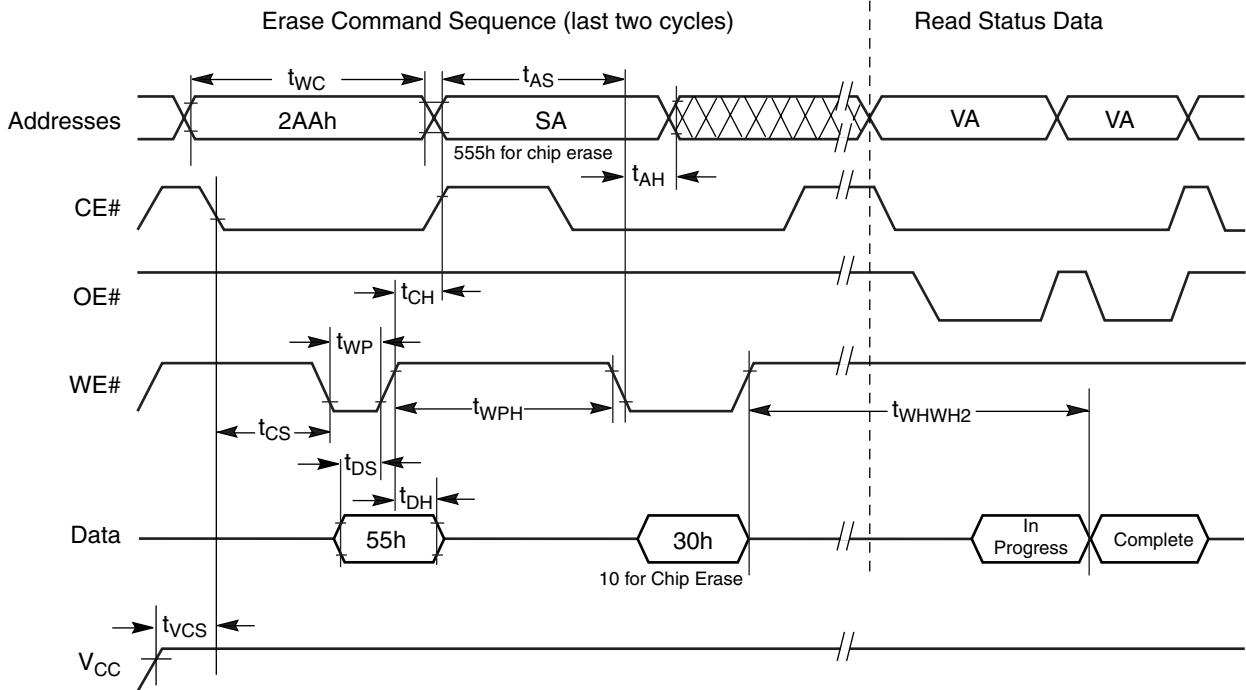 Erase Command Sequence (last two cycles) Read Status Data
tWC tAS
Addresses 2AAh SA VA VA
555h for chip erase
tAH
CE#
OE#
tCH
tWP
WE#
tWPH tWHWH2
tCS
tDS
tDH
Data 55h 30h In Progress Complete
10 for Chip Erase
tVCS
VCC